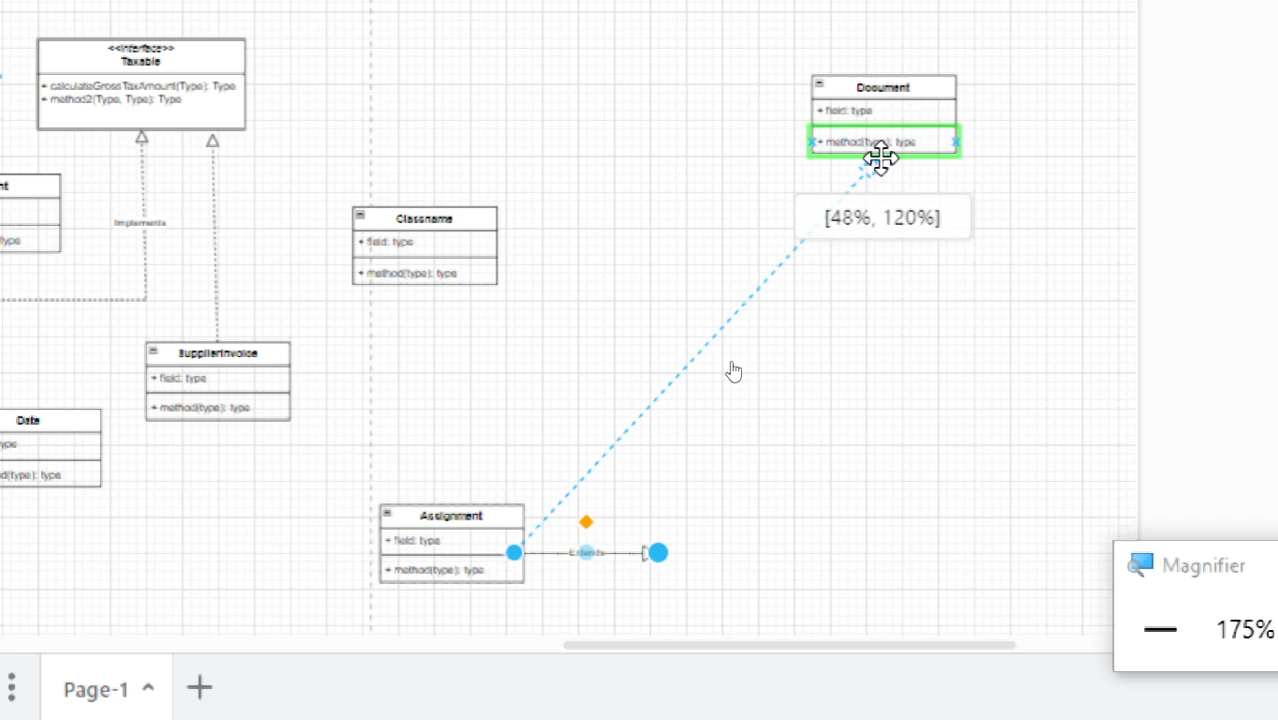 <<interface>>
Taxable
+ calculateGrossTaxAmount(Type): Type
+ method2(Type, Type): Type
nt
type
Implements
Classname
+ field: type
+ method(type): type
SupplierInvoice
+ field: type
+ method(type): type
Date
ype
d(type): type
Document
+ field: type
+ method(type): type
[48%, 120%]
Assignment
+ field: type
+ method(type): type
Extends
Magnifier
175%
Page-1